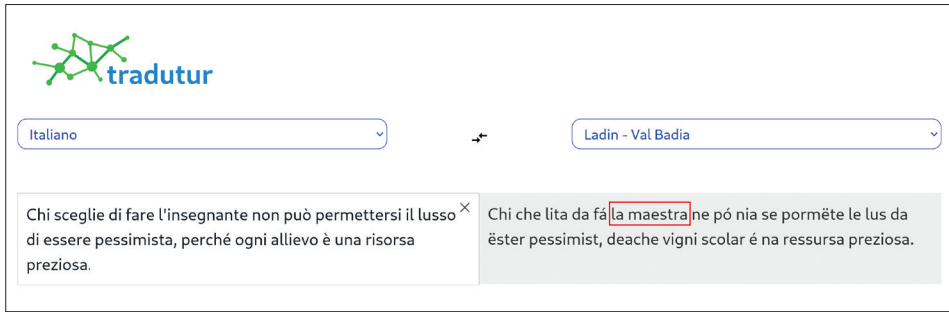 tradutur
Italiano
Ladin - Val Badia
Chi sceglie di fare l'insegnante non può permettersi il lusso
di essere pessimista, perché ogni allievo è una risorsa
preziosa.
Chi che lita da fá la maestra ne pó nia se pormëte le lus da
ëster pessimist, deache vigni scolar é na ressursa preziosa.